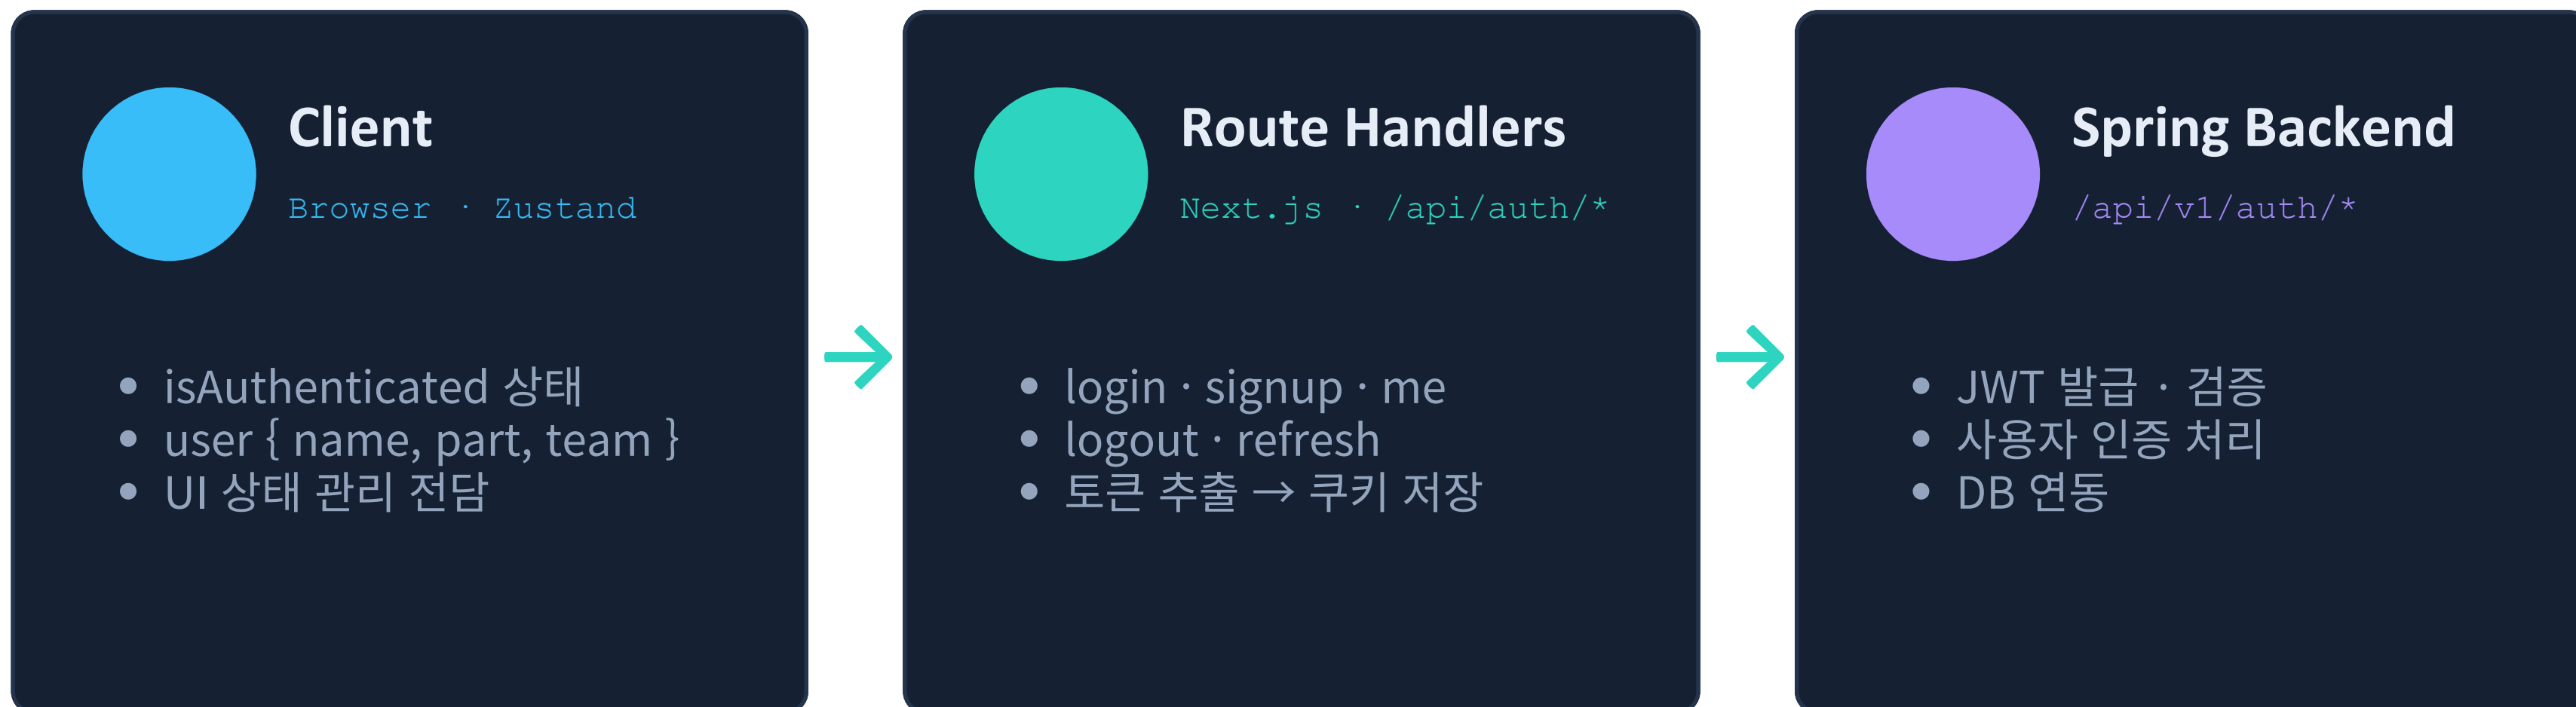 Client
Browser · Zustand
• isAuthenticated 상태
• user { name, part, team }
• UI 상태 관리 전담
→
Route Handlers
Next.js · /api/auth/*
• login · signup · me
• logout · refresh
• 토큰 추출 → 쿠키 저장
→
Spring Backend
/api/v1/auth/*
• JWT 발급 · 검증
• 사용자 인증 처리
• DB 연동